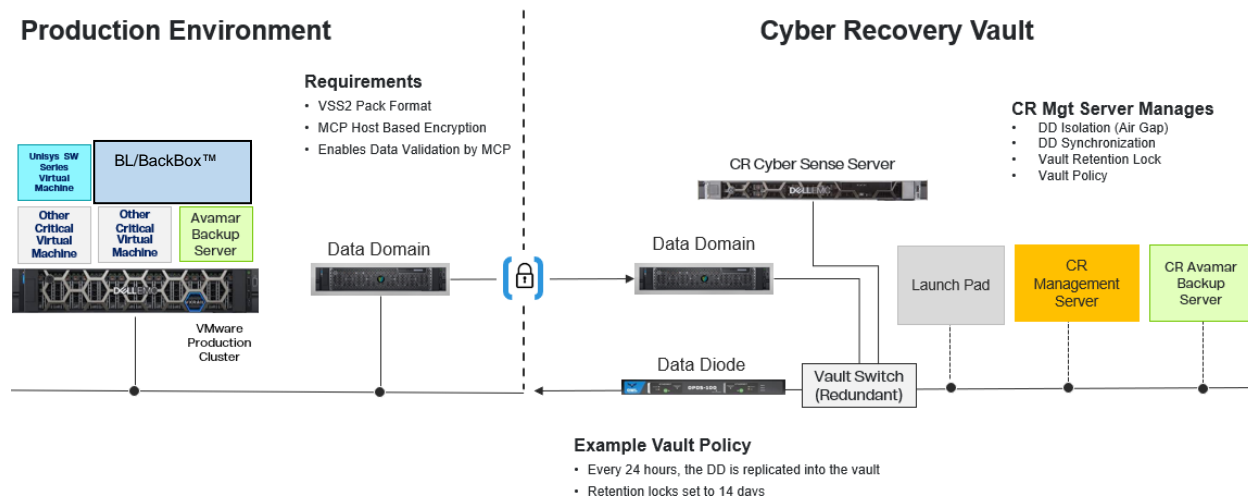 Production Environment
Cyber Recovery Vault
Requirements
• VSS2 Pack Format
• MCP Host Based Encryption
• Enables Data Validation by MCP
CR Mgt Server Manages
• DD Isolation (Air Gap)
• DD Synchronization
• Vault Retention Lock
• Vault Policy
Unisys SW
Series
Virtual
Machine
BL/BackBox™
CR Cyber Sense Server
DELLEMC
Other
Critical
Virtual
Machine
Other
Critical
Virtual
Machine
Avamar
Backup
Server
Data Domain
Data Domain
DELLEMC
Launch Pad
CR
Management
Server
CR Avamar
Backup
Server
VMware
Production
Cluster
Data Diode
Vault Switch
(Redundant)
Example Vault Policy
• Every 24 hours, the DD is replicated into the vault
• Retention locks set to 14 days